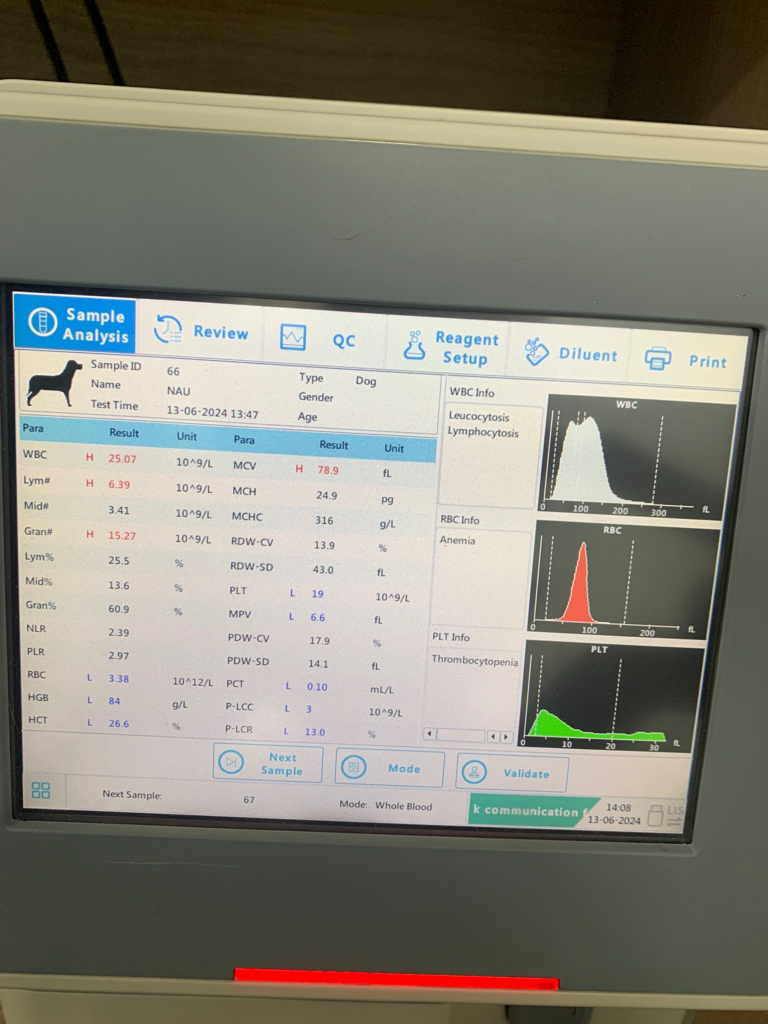 Sample Analysis
Review
QC
Reagent Setup
Diluent
Print
Sample ID 66
Name NAU
Test Time 13-06-2024 13:47
Type Dog
Gender
Age
Para Result Unit Para Result Unit
WBC H 25.07 10^9/L MCV H 78.9 fL
Lym# H 6.39 10^9/L MCH 24.9 pg
Mid# 3.41 10^9/L MCHC 316 g/L
Gran# H 15.27 10^9/L RDW-CV 13.9 %
Lym% 25.5 % RDW-SD 43.0 fL
Mid% 13.6 % PLT L 19 10^9/L
Gran% 60.9 % MPV L 6.6 fL
NLR 2.39 PDW-CV 17.9 %
PLR 2.97 PDW-SD 14.1 fL
RBC L 3.38 10^12/L PCT L 0.10 mL/L
HGB L 84 g/L P-LCC L 3 10^9/L
HCT L 26.6 % P-LCR L 13.0 %
WBC Info
Leucocytosis
Lymphocytosis
RBC Info
Anemia
PLT Info
Thrombocytopenia
WBC
0 100 200 300 fL
RBC
0 100 200 fL
PLT
0 10 20 30 fL
Next Sample
Mode
Validate
Next Sample: 67
Mode: Whole Blood
k communication f
14:08
13-06-2024
LIS